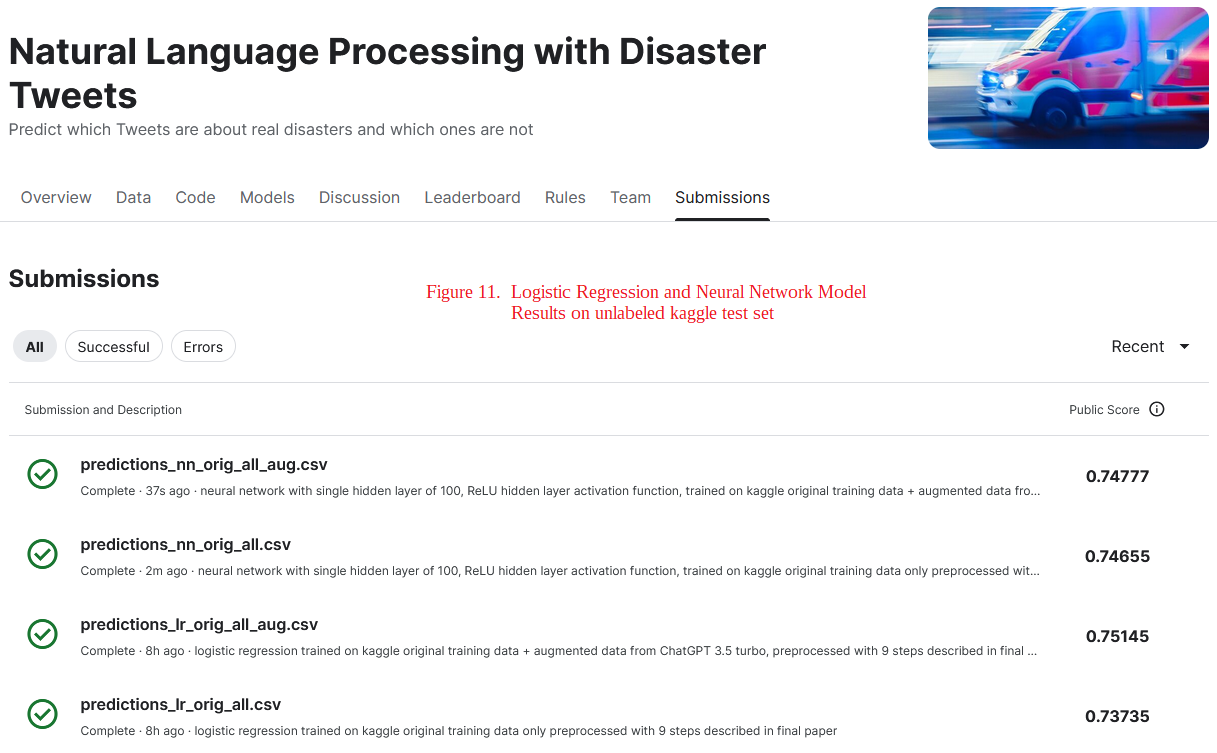 Natural Language Processing with Disaster
Tweets
Predict which Tweets are about real disasters and which ones are not
Overview Data Code Models Discussion Leaderboard Rules Team Submissions
Submissions
Figure 11. Logistic Regression and Neural Network Model
Results on unlabeled kaggle test set
All Successful Errors Recent
Submission and Description Public Score
predictions_nn_orig_all_aug.csv
Complete · 37s ago · neural network with single hidden layer of 100, ReLU hidden layer activation function, trained on kaggle original training data + augmented data fro...
0.74777
predictions_nn_orig_all.csv
Complete · 2m ago · neural network with single hidden layer of 100, ReLU hidden layer activation function, trained on kaggle original training data only preprocessed wit...
0.74655
predictions_lr_orig_all_aug.csv
Complete · 8h ago · logistic regression trained on kaggle original training data + augmented data from ChatGPT 3.5 turbo, preprocessed with 9 steps described in final ...
0.75145
predictions_lr_orig_all.csv
Complete · 8h ago · logistic regression trained on kaggle original training data only preprocessed with 9 steps described in final paper
0.73735